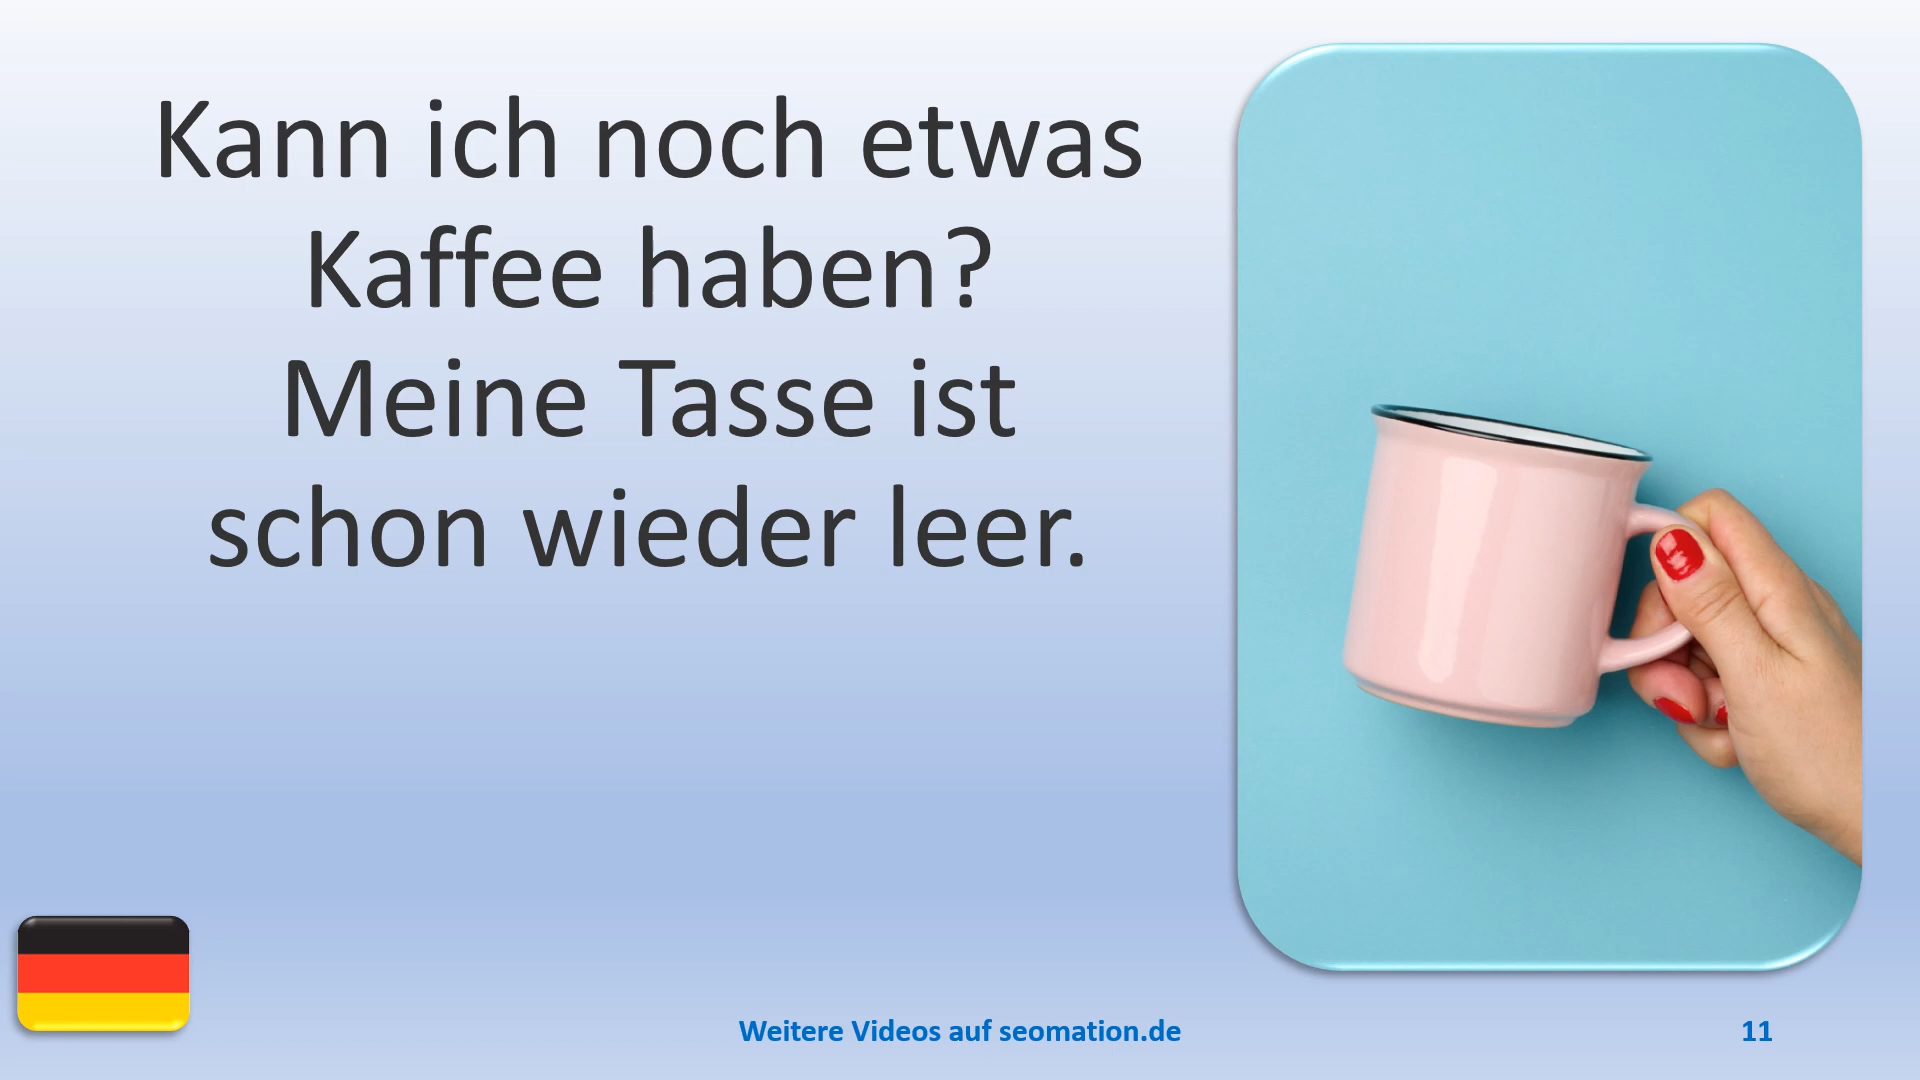 Kann ich noch etwas
Kaffee haben?
Meine Tasse ist
schon wieder leer.
Weitere Videos auf seomation.de
11